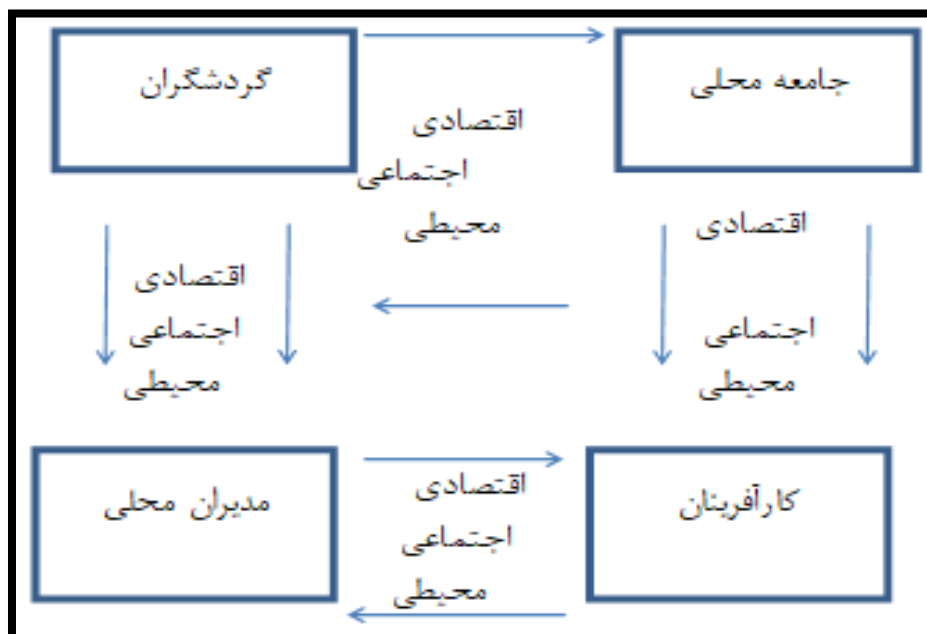 جامعه محلی
گردشگران
اقتصادی
اجتماعی
محیطی
اقتصادی
اجتماعی
محیطی
اقتصادی
اجتماعی
محیطی
کارآفرینان
مدیران محلی
اقتصادی
اجتماعی
محیطی